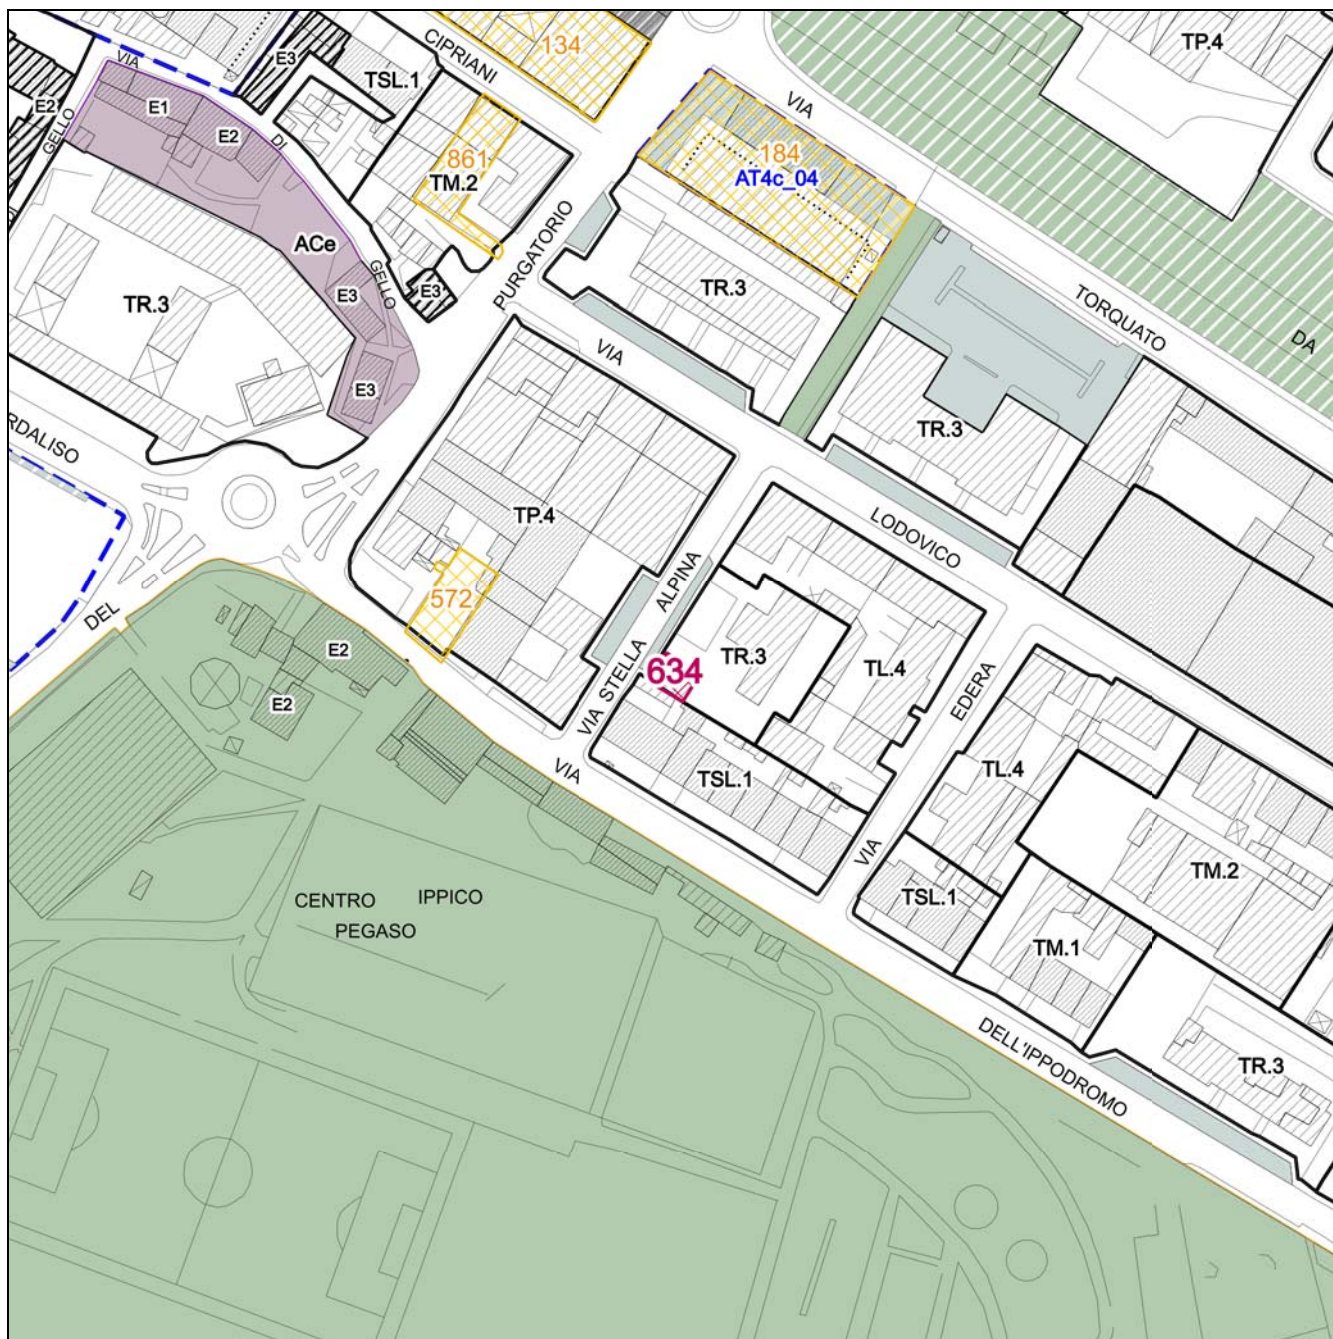 CIPRIANI
134
TP.4
E3
TSL.1
VIA
E2
E1
E2
GELLO
DI
VIA
861
TM.2
184
AT4c_04
PURGATORIO
ACe
GELLO
E3
E3
TR.3
TR.3
TORQUATO
DA
VIA
E3
TR.3
RDALISO
TP.4
LODOVICO
ALPINA
572
DEL
E2
E2
634
TR.3
TL.4
VIA STELLA
EDERA
VIA
TSL.1
TL.4
VIA
TM.2
TSL.1
CENTRO IPPICO
PEGASO
TM.1
DELL'IPPODROMO
TR.3